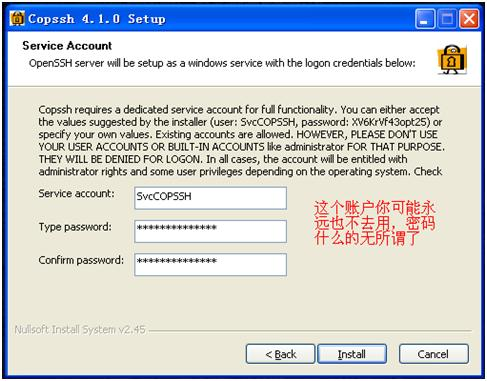 Copssh 4.1.0 Setup
Service Account
OpenSSH server will be setup as a windows service with the logon credentials below:
Copssh requires a dedicated service account for full functionality. You can either accept
the values suggested by the installer (user: SvcCOPSSH, password: XV6KrVf43opt25) or
specify your own values. Existing accounts are allowed. HOWEVER, PLEASE DON'T USE
YOUR USER ACCOUNTS OR BUILT-IN ACCOUNTS like administrator FOR THAT PURPOSE.
THEY WILL BE DENIED FOR LOGON. In all cases, the account will be entitled with
administrator rights and some user privileges depending on the operating system. Check
Service account:
SvcCOPSSH
Type password:
**************
Confirm password:
**************
这个账户你可能永
远也不去用，密码
什么的无所谓了
Nullsoft Install System v2.45
< Back
Install
Cancel